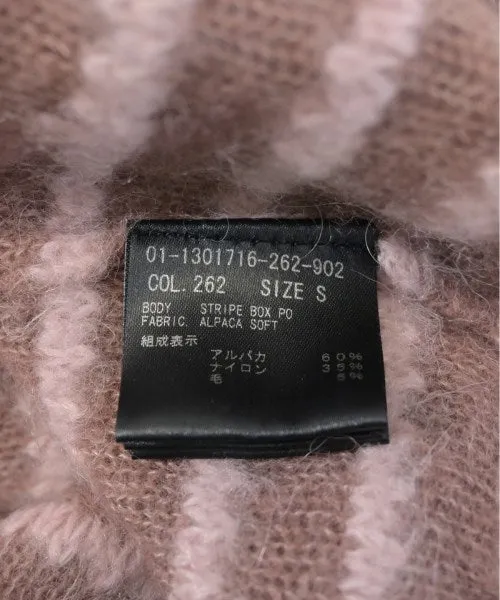 01-1301716-262-902
COL.262 SIZE S
BODY STRIPE BOX PO
FABRIC. ALPACA SOFT
組成表示
アルパカ 60%
ナイロン 35%
毛 5%